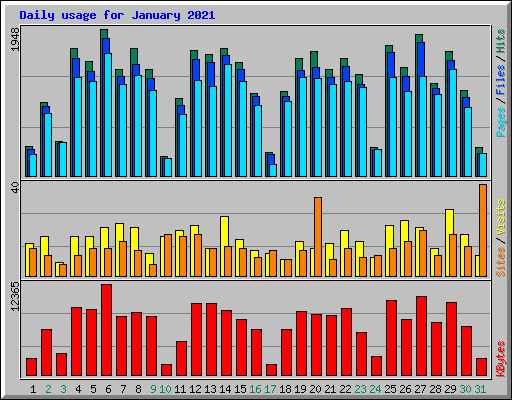 Daily usage for January 2021
1948
Pages / Files / Hits
40
Sites / Visits
12365
KBytes
1 2 3 4 5 6 7 8 9 10 11 12 13 14 15 16 17 18 19 20 21 22 23 24 25 26 27 28 29 30 31